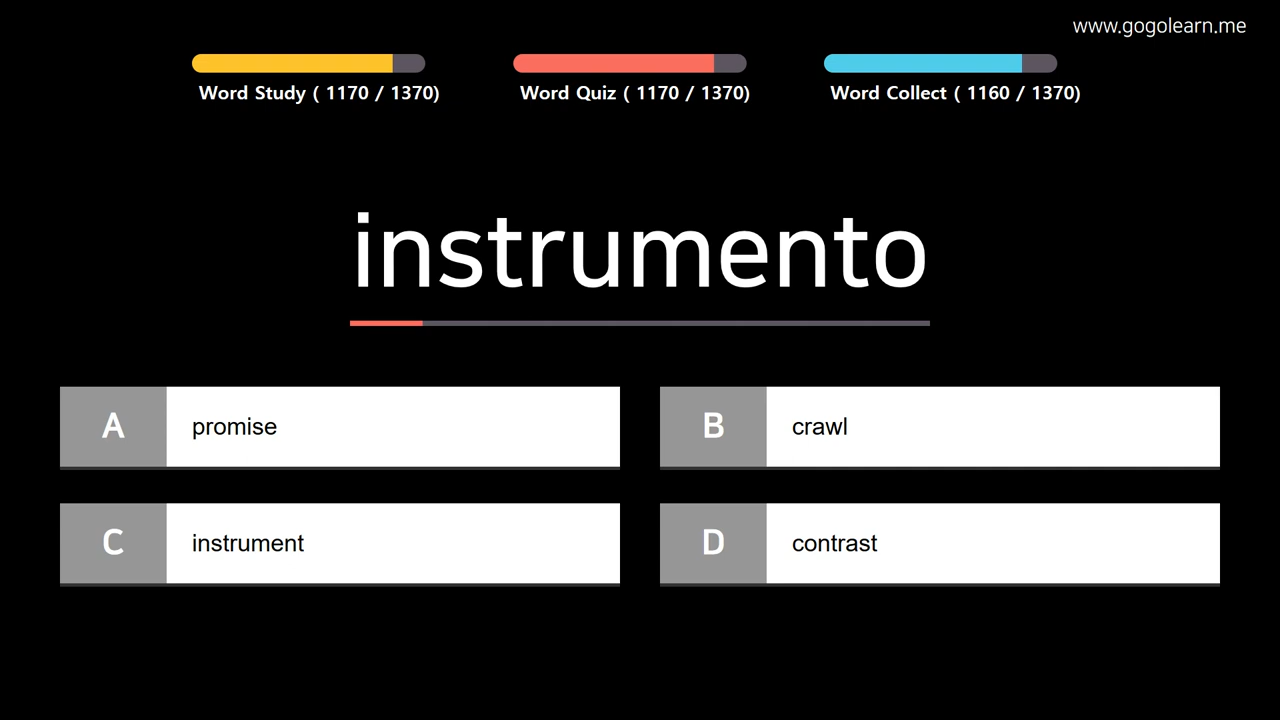 www.gogolearn.me
Word Study ( 1170 / 1370)
Word Quiz ( 1170 / 1370)
Word Collect ( 1160 / 1370)
instrumento
A promise
B crawl
C instrument
D contrast